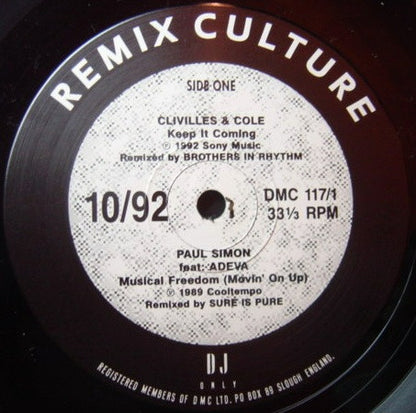 REMIX CULTURE
SIDE ONE
CLIVILLES & COLE
Keep It Coming
℗ 1992 Sony Music
Remixed by BROTHERS IN RHYTHM
10/92
DMC 117/1
33⅓ RPM
PAUL SIMON
feat: ADEVA
Musical Freedom (Movin' On Up)
℗ 1989 Cooltempo
Remixed by SURE IS PURE
DJ
ONLY
REGISTERED MEMBERS OF DMC LTD. PO BOX 89 SLOUGH ENGLAND.